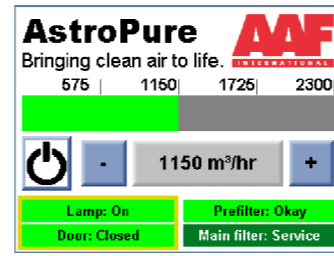 AstroPure
AAF
Bringing clean air to life.
INTERNATIONAL
575 | 1150| 1725| 2300|
- 1150 m³/hr +
Lamp: On Prefilter: Okay
Door: Closed Main filter: Service